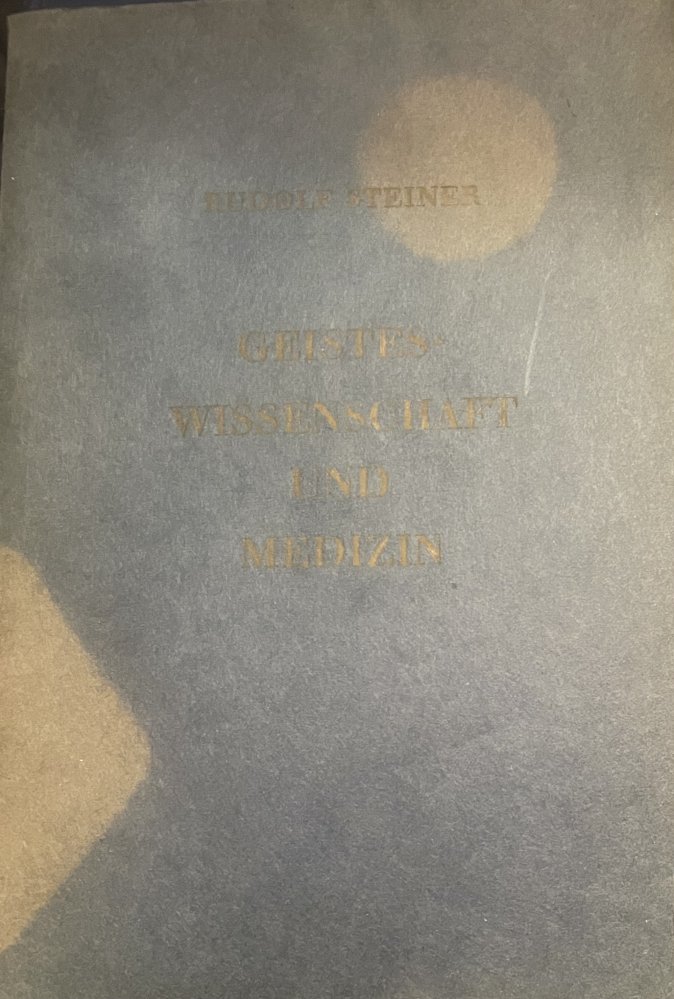 RUDOLF STEINER
GEISTES-
WISSENSCHAFT
UND
MEDIZIN